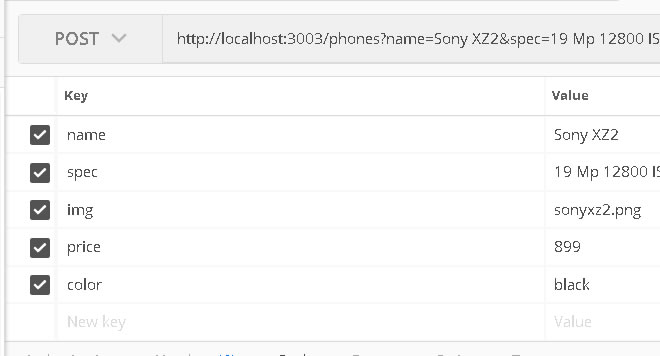 POST http://localhost:3003/phones?name=Sony XZ2&spec=19 Mp 12800 IS
Key Value
name Sony XZ2
spec 19 Mp 12800 IS
img sonyxz2.png
price 899
color black
New key Value